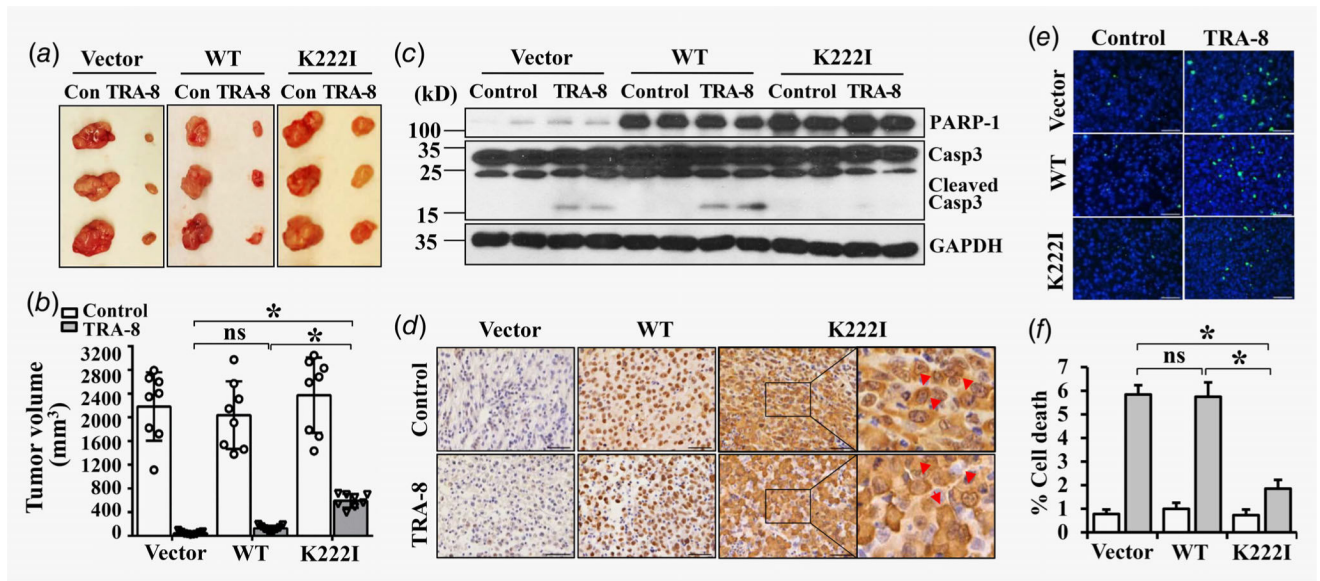 (a)
Vector WT K222I
Con TRA-8 Con TRA-8 Con TRA-8
(b)
Control
TRA-8
*
ns *
Tumor volume
(mm3)
3200
2800
2400
2000
1600
1200
800
400
0
Vector WT K222I
(c)
Vector WT K222I
(kD) Control TRA-8 Control TRA-8 Control TRA-8
100 PARP-1
35 Casp3
25
Cleaved
15 Casp3
35 GAPDH
(d)
Vector WT K222I
Control
TRA-8
(e)
Control TRA-8
Vector
WT
K222I
(f)
*
ns *
% Cell death
7
6
5
4
3
2
1
0
Vector WT K222I